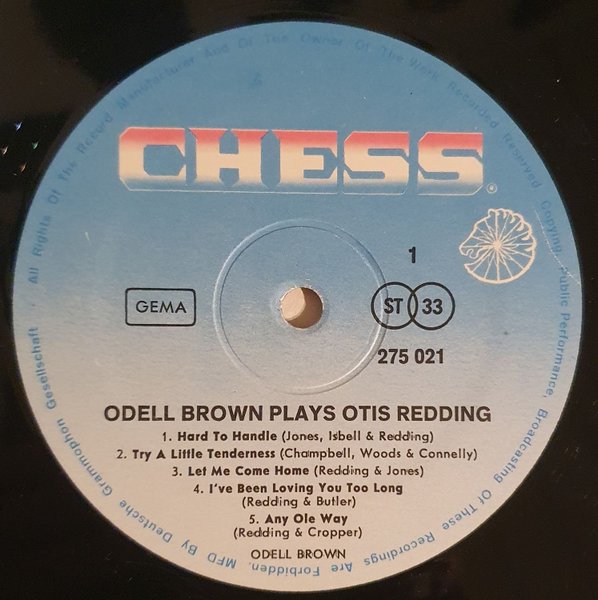 All Rights Of The Record Manufacturer And Of The Owner Of The Work Recorded Reserved Copying, Public Performance, Broadcasting Of These Recordings Are Forbidden. MFD By Deutsche Grammophon Gesellschaft ·
CHESS®
1
GEMA
ST 33
275 021
ODELL BROWN PLAYS OTIS REDDING
1. Hard To Handle (Jones, Isbell & Redding)
2. Try A Little Tenderness (Champbell, Woods & Connelly)
3. Let Me Come Home (Redding & Jones)
4. I've Been Loving You Too Long
(Redding & Butler)
5. Any Ole Way
(Redding & Cropper)
ODELL BROWN